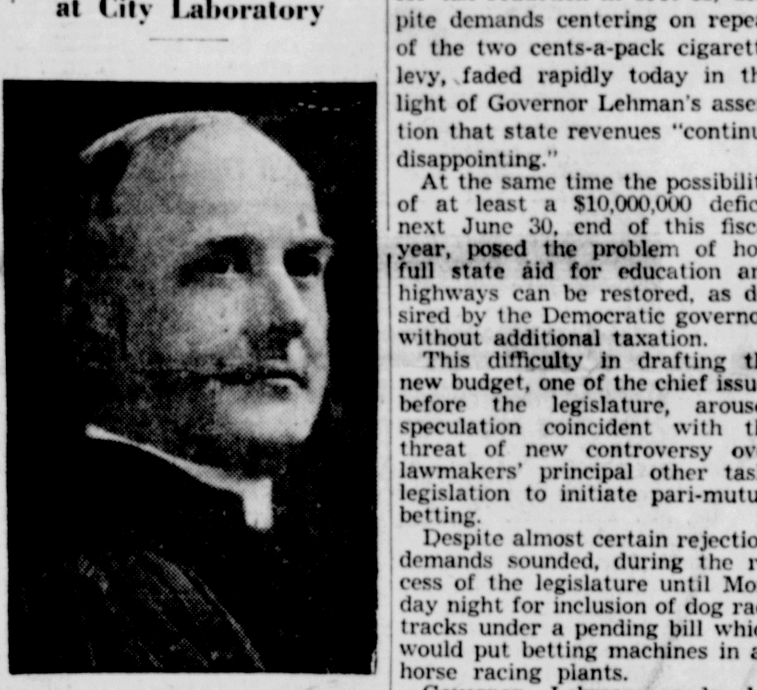 at City Laboratory
pite demands centering on repea
of the two cents-a-pack cigarett
levy, faded rapidly today in th
light of Governor Lehman's asser
tion that state revenues "continu
disappointing."
At the same time the possibilit
of at least a $10,000,000 defic
next June 30, end of this fisc
year, posed the problem of ho
full state aid for education an
highways can be restored, as d
sired by the Democratic governo
without additional taxation.
This difficulty in drafting th
new budget, one of the chief issu
before the legislature, arouse
speculation coincident with th
threat of new controversy ov
lawmakers' principal other tas
legislation to initiate pari-mutu
betting.
Despite almost certain rejectio
demands sounded, during the r
cess of the legislature until Mo
day night for inclusion of dog ra
tracks under a pending bill whic
would put betting machines in a
horse racing plants.